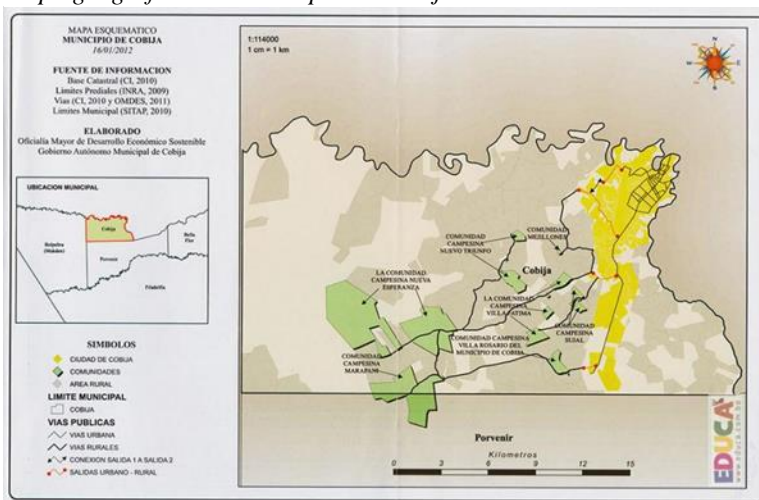 MAPA ESQUEMATICO
MUNICIPIO DE COBIJA
16/01/2012
FUENTE DE INFORMACION
Base Catastral (CI, 2010)
Limites Prediales (INRA, 2009)
Vias (CI, 2010 y OMDES, 2011)
Limites Municipal (SITAP, 2010)
ELABORADO
Oficialía Mayor de Desarrollo Económico Sostenible
Gobierno Autónomo Municipal de Cobija
UBICACION MUNICIPAL
Cobija
Bella
Flor
Porvenir
Filadelfia
SIMBOLOS
CIUDAD DE COBIJA
COMUNIDADES
AREA RURAL
LIMITE MUNICIPAL
COBIJA
VIAS PUBLICAS
VIAS URBANA
VIAS RURALES
CONEXION SALIDA 1 A SALIDA 2
SALIDAS URBANO - RURAL
1:114000
1 cm = 1 km
N
COMUNIDAD
CAMPESINA
NUEVO TRIUNFO
COMUNIDAD
MEJILLONES
Cobija
LA COMUNIDAD
CAMPESINA NUEVA
ESPERANZA
LA COMUNIDAD
CAMPESINA
VILLA FATIMA
COMUNIDAD
CAMPESINA
SUJAL
COMUNIDAD CAMPESINA
VILLA ROSARIO DEL
MUNICIPIO DE COBIJA
COMUNIDAD
CAMPESINA
MARAPANI
Porvenir
Kilometros
0 3 6 9 12 15
EDUCA
www.educa.com.bo